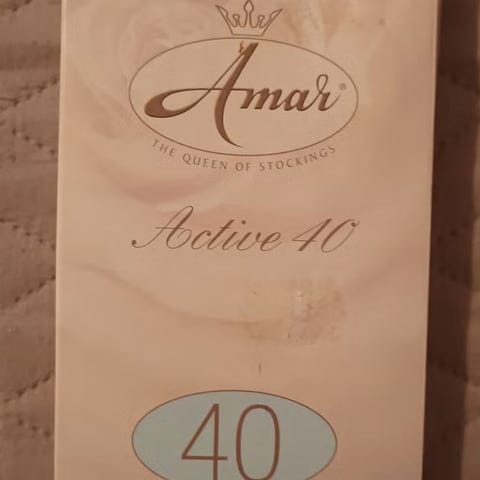 Amar®
THE QUEEN OF STOCKINGS
Active 40
40